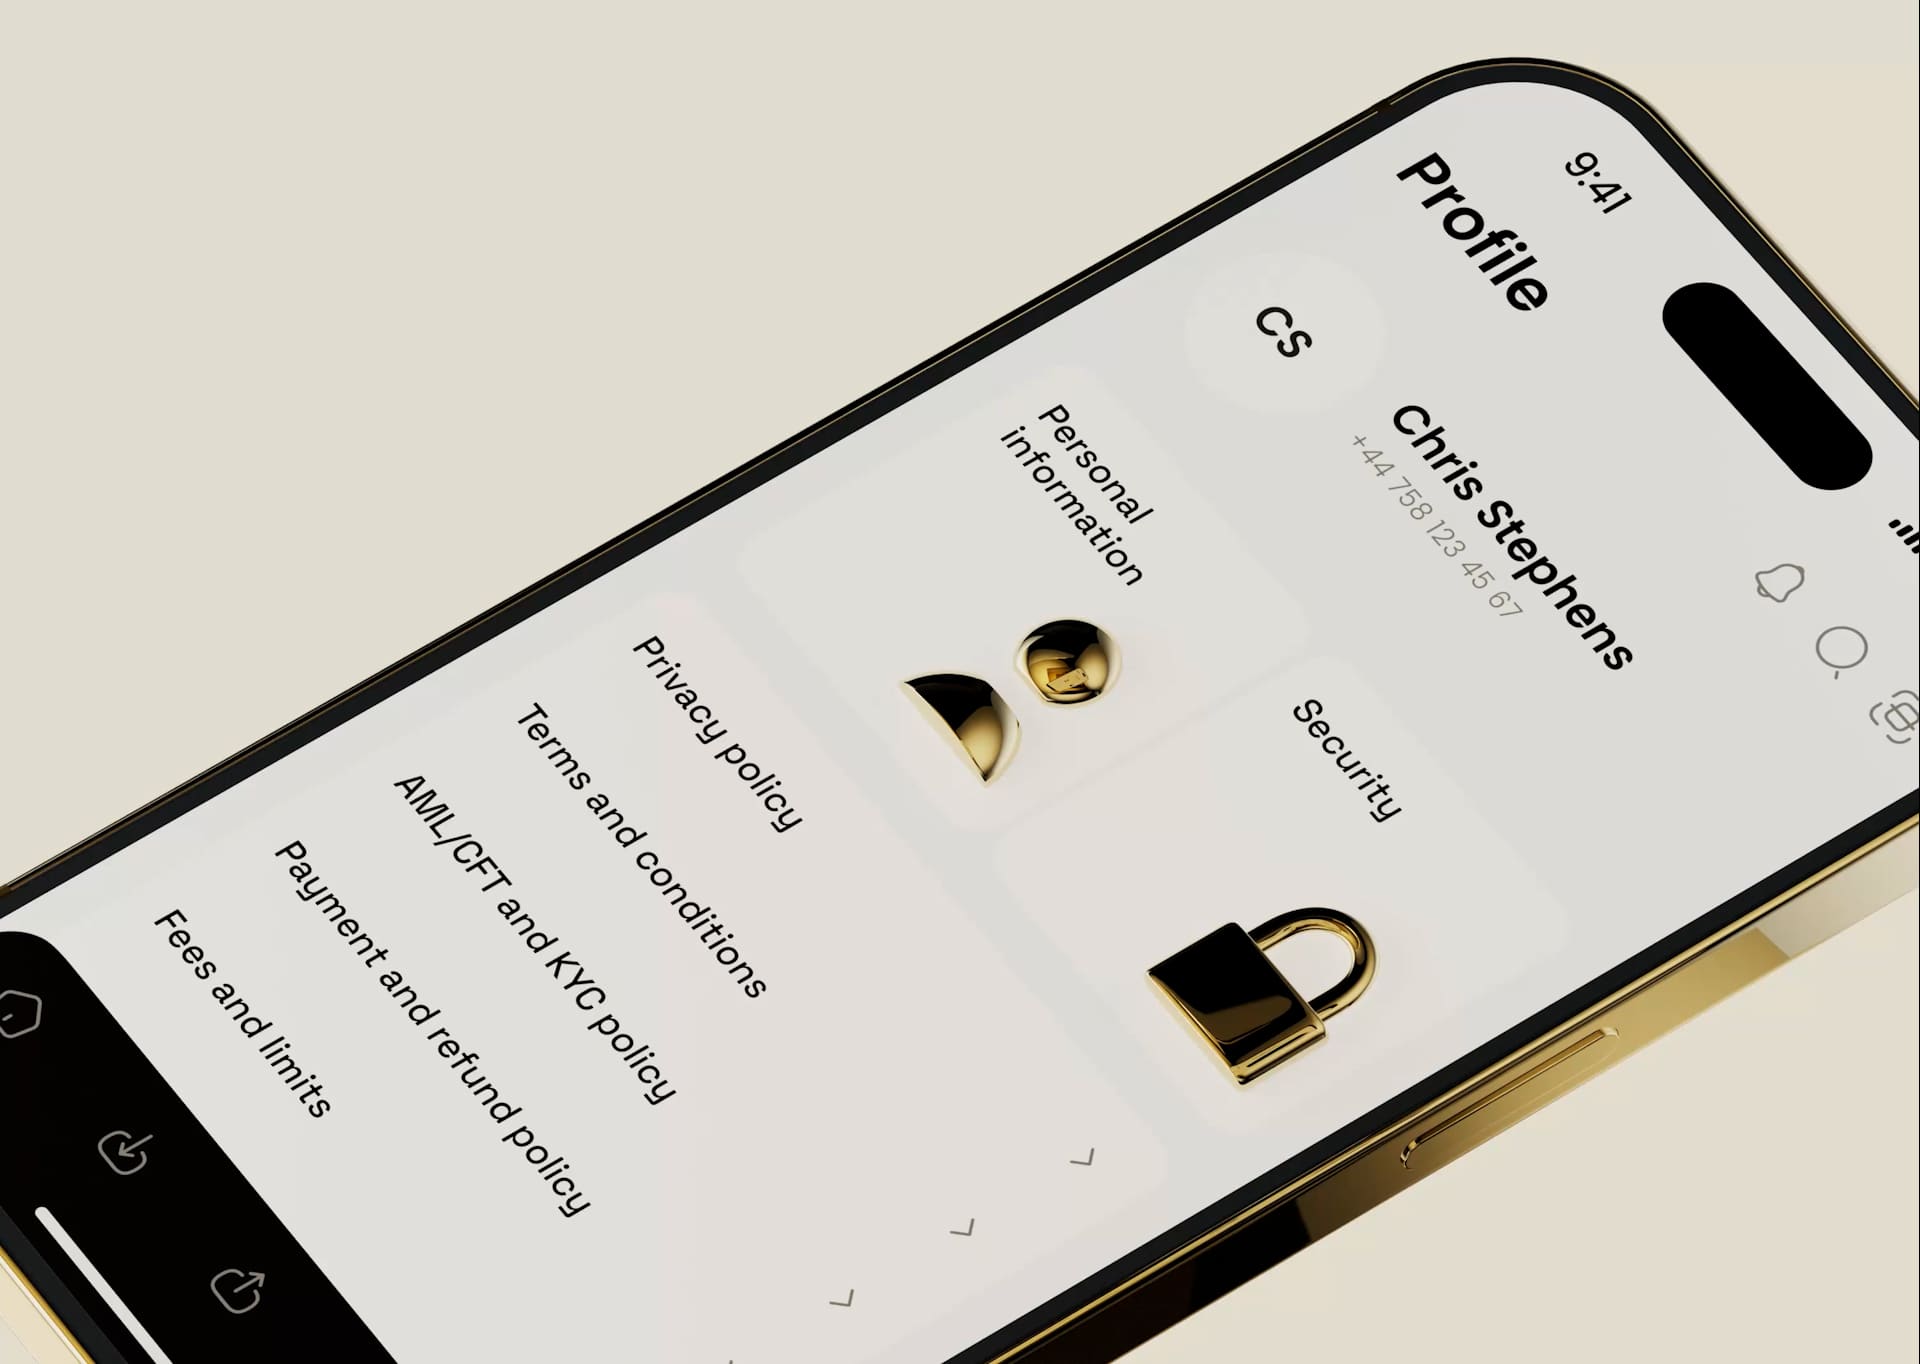 9:41
Profile
CS
Chris Stephens
+44 758 123 45 67
Personal
information
Security
Privacy policy
Terms and conditions
AML/CFT and KYC policy
Payment and refund policy
Fees and limits